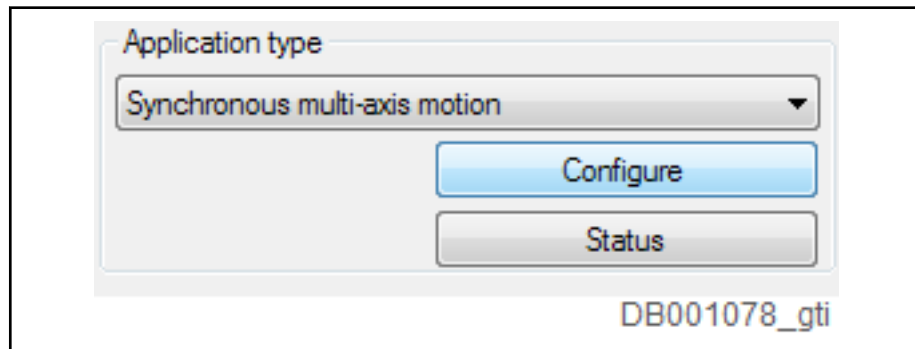 Application type
Synchronous multi-axis motion
Configure
Status
DB001078_gti